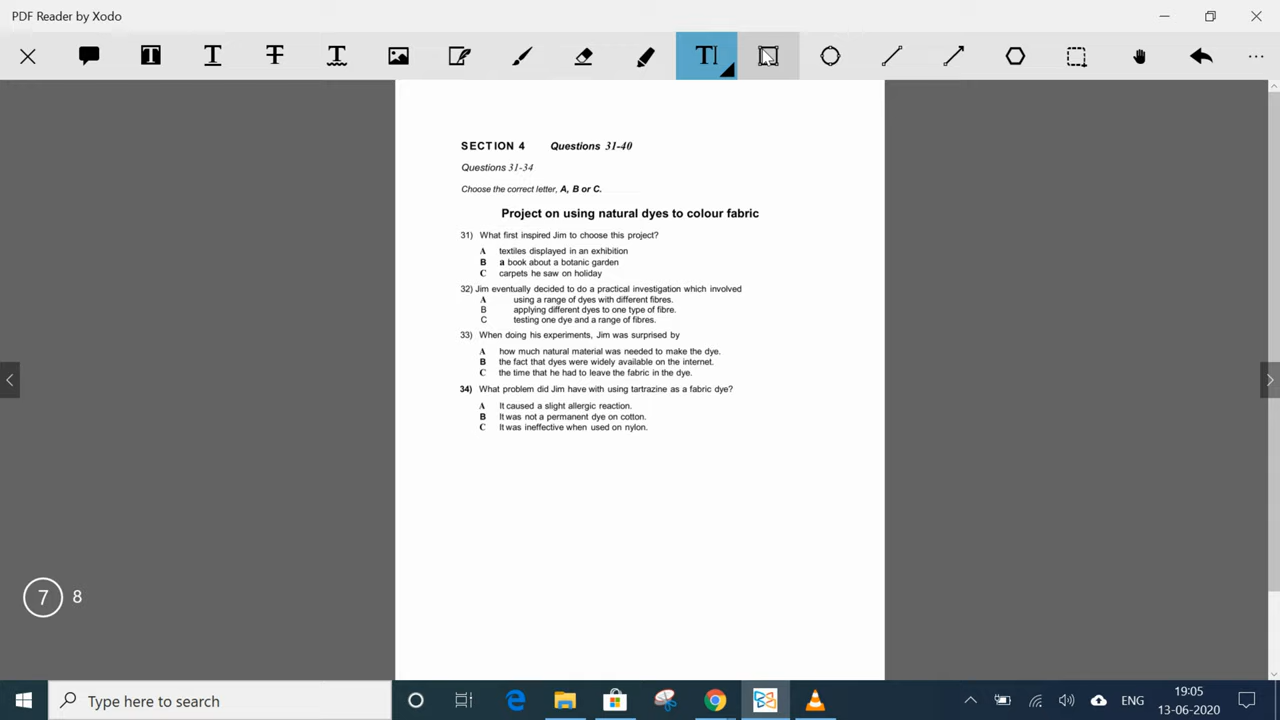 PDF Reader by Xodo
SECTION 4 Questions 31-40
Questions 31-34
Choose the correct letter, A, B or C.
Project on using natural dyes to colour fabric
31) What first inspired Jim to choose this project?
A textiles displayed in an exhibition
B a book about a botanic garden
C carpets he saw on holiday
32) Jim eventually decided to do a practical investigation which involved
A using a range of dyes with different fibres.
B applying different dyes to one type of fibre.
C testing one dye and a range of fibres.
33) When doing his experiments, Jim was surprised by
A how much natural material was needed to make the dye.
B the fact that dyes were widely available on the internet.
C the time that he had to leave the fabric in the dye.
34) What problem did Jim have with using tartrazine as a fabric dye?
A It caused a slight allergic reaction.
B It was not a permanent dye on cotton.
C It was ineffective when used on nylon.
7 8
Type here to search
ENG
19:05
13-06-2020